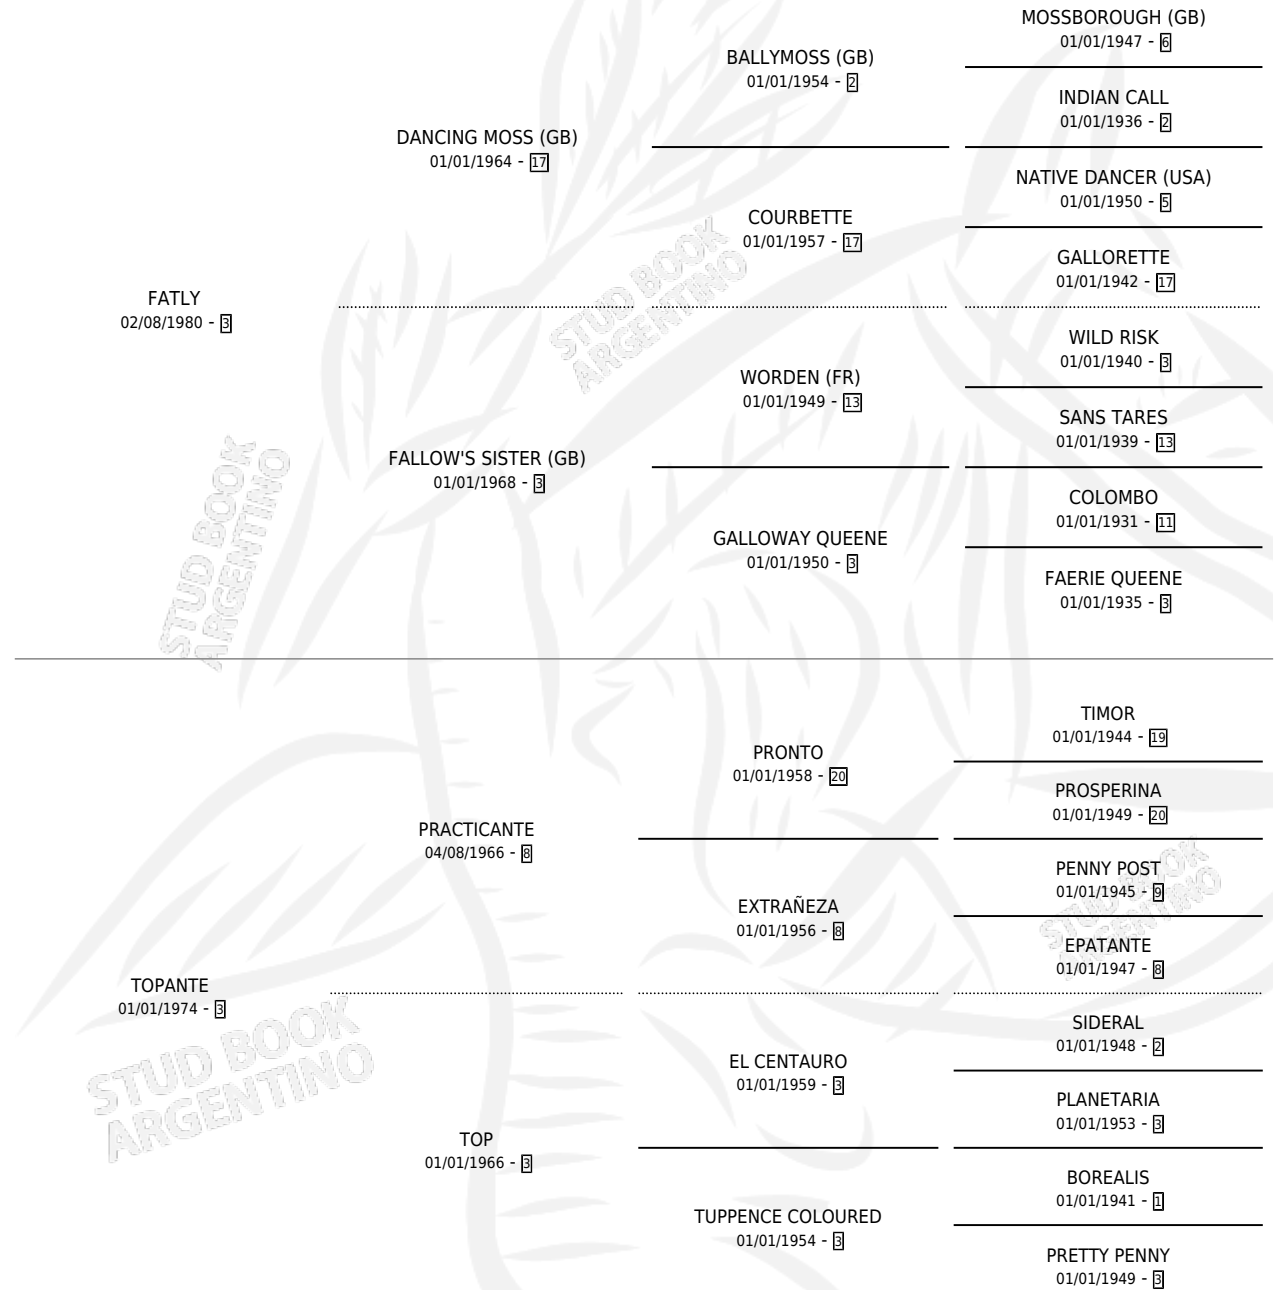 MOSSBOROUGH (GB)
01/01/1947 - 6
BALLYMOSS (GB)
01/01/1954 - 2
INDIAN CALL
01/01/1936 - 2
DANCING MOSS (GB)
01/01/1964 - 17
NATIVE DANCER (USA)
01/01/1950 - 5
COURBETTE
01/01/1957 - 17
GALLORETTE
01/01/1942 - 17
FATLY
02/08/1980 - 3
WILD RISK
01/01/1940 - 3
WORDEN (FR)
01/01/1949 - 13
SANS TARES
01/01/1939 - 13
FALLOW'S SISTER (GB)
01/01/1968 - 3
COLOMBO
01/01/1931 - 11
GALLOWAY QUEENE
01/01/1950 - 3
FAERIE QUEENE
01/01/1935 - 3
TIMOR
01/01/1944 - 19
PRONTO
01/01/1958 - 20
PROSPERINA
01/01/1949 - 20
PRACTICANTE
04/08/1966 - 8
PENNY POST
01/01/1945 - 9
EXTRAÑEZA
01/01/1956 - 8
EPATANTE
01/01/1947 - 8
TOPANTE
01/01/1974 - 3
SIDERAL
01/01/1948 - 2
EL CENTAURO
01/01/1959 - 3
PLANETARIA
01/01/1953 - 3
TOP
01/01/1966 - 3
BOREALIS
01/01/1941 - 1
TUPPENCE COLOURED
01/01/1954 - 3
PRETTY PENNY
01/01/1949 - 3
STUD BOOK
ARGENTINO
STUD BOOK
ARGENTINO
STUD BOOK
ARGENTINO
STUD BOOK
ARGENTINO